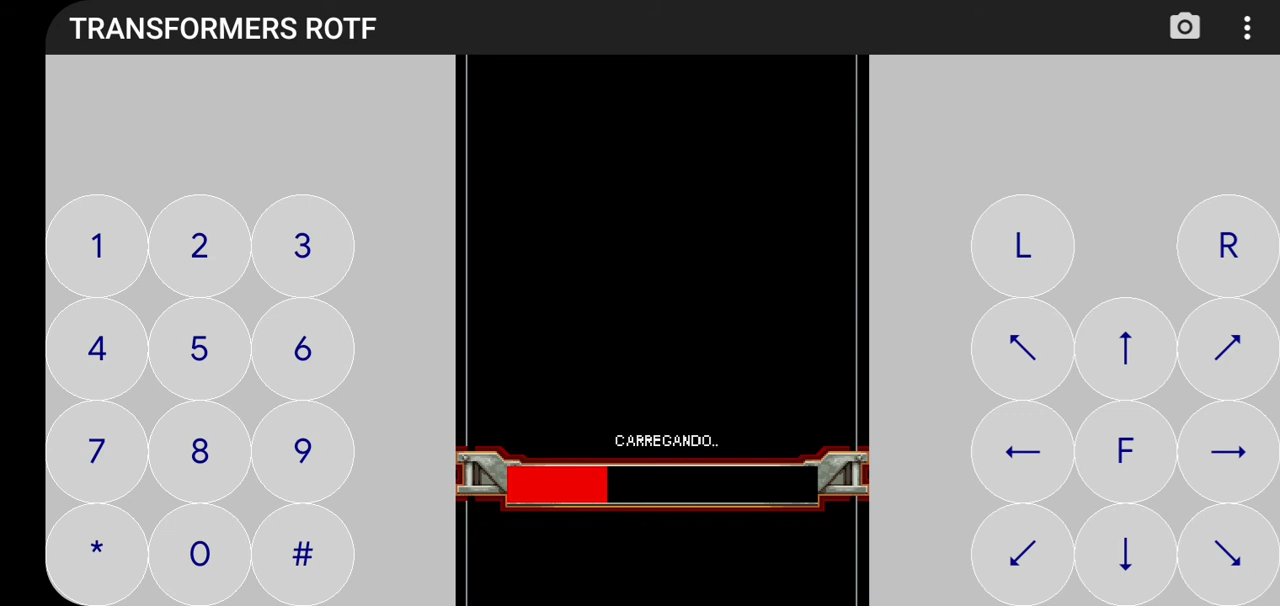 TRANSFORMERS ROTF
1 2 3 L R
4 5 6 ↖ ↑ ↗
CARREGANDO..
7 8 9 ← F →
* 0 # ↙ ↓ ↘